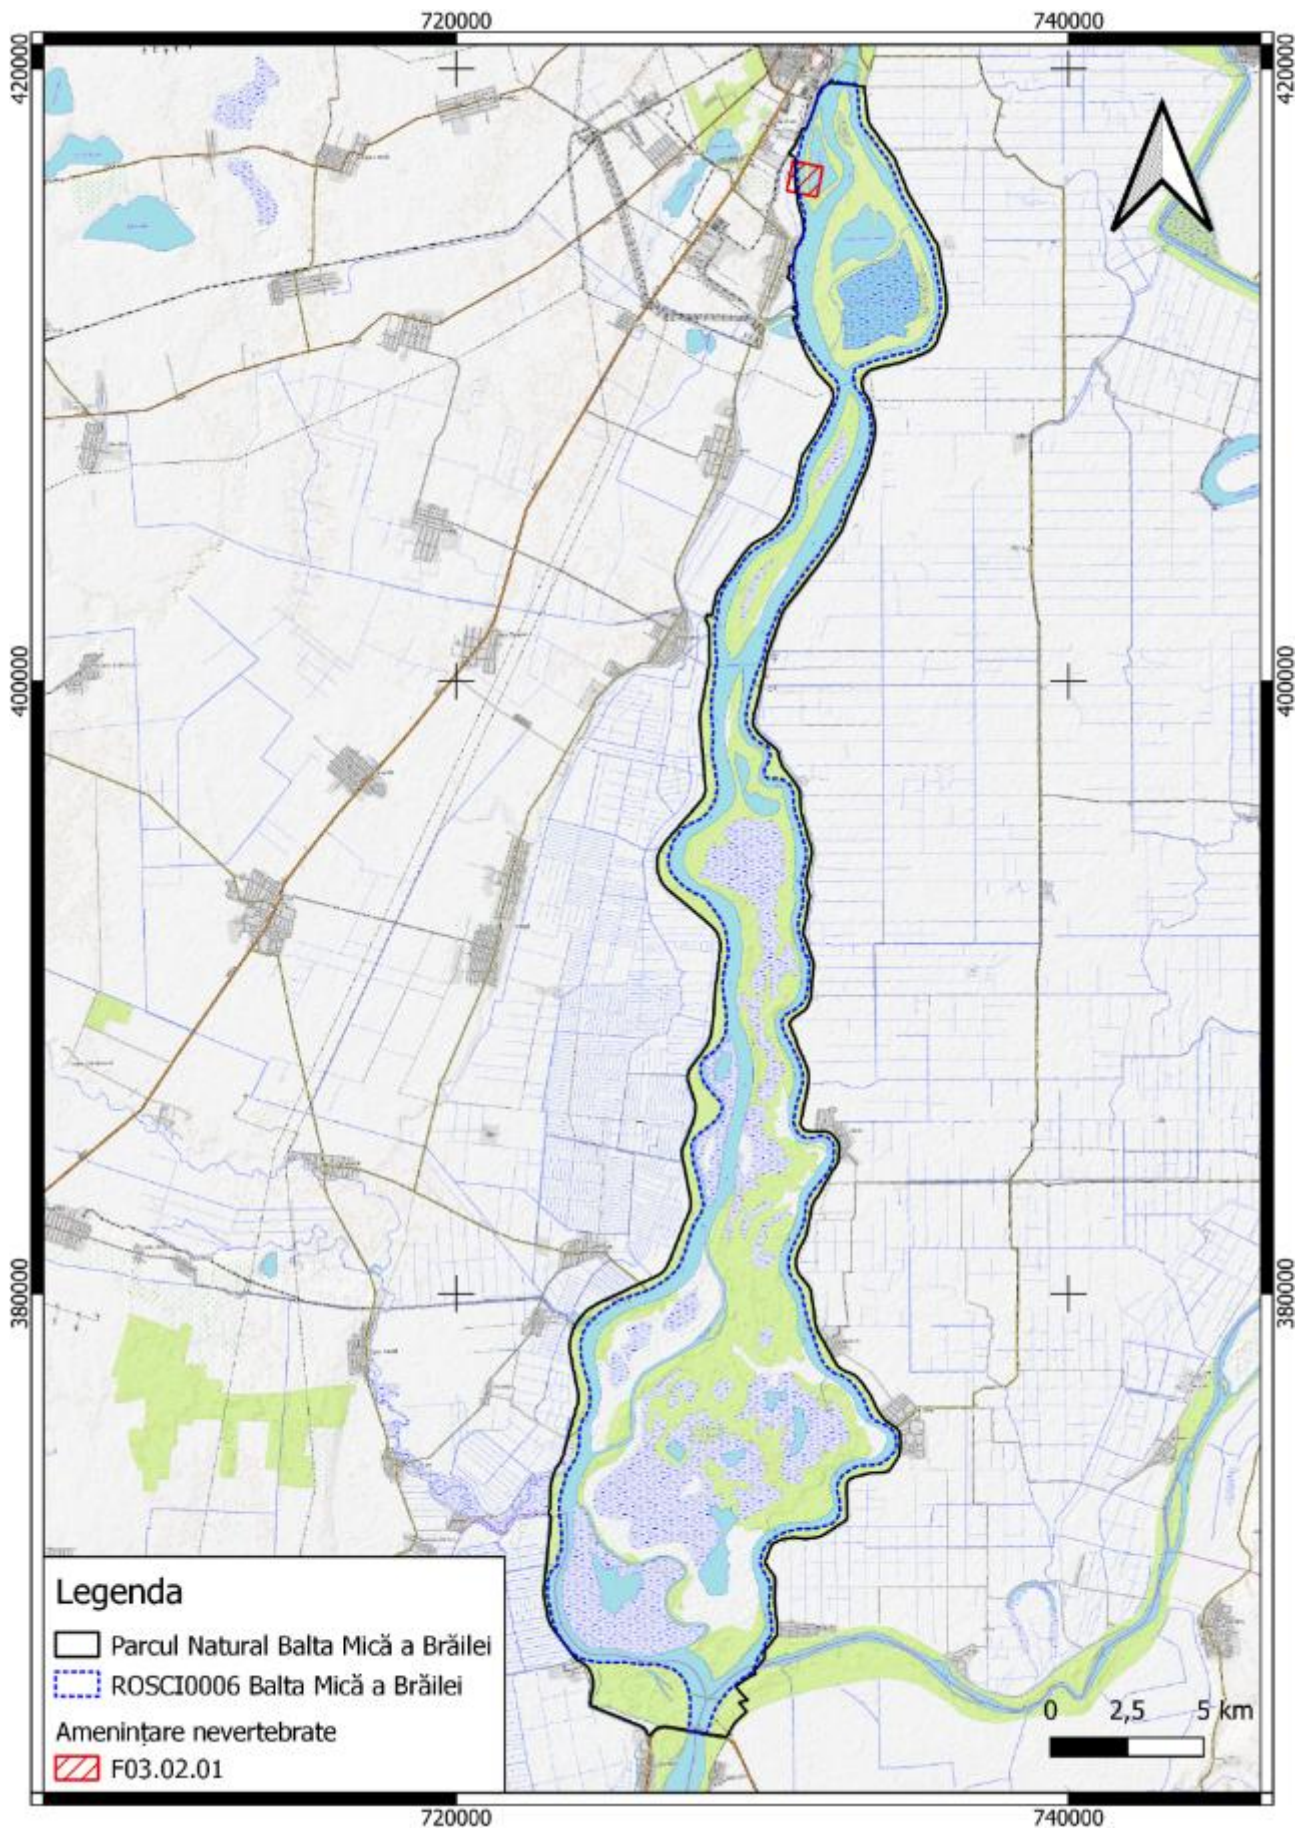 720000
740000
420000
420000
400000
400000
380000
380000
Legenda
Parcul Natural Balta Mică a Brăilei
ROSCI0006 Balta Mică a Brăilei
Amenințare nevertebrate
F03.02.01
0 2,5 5 km
720000
740000